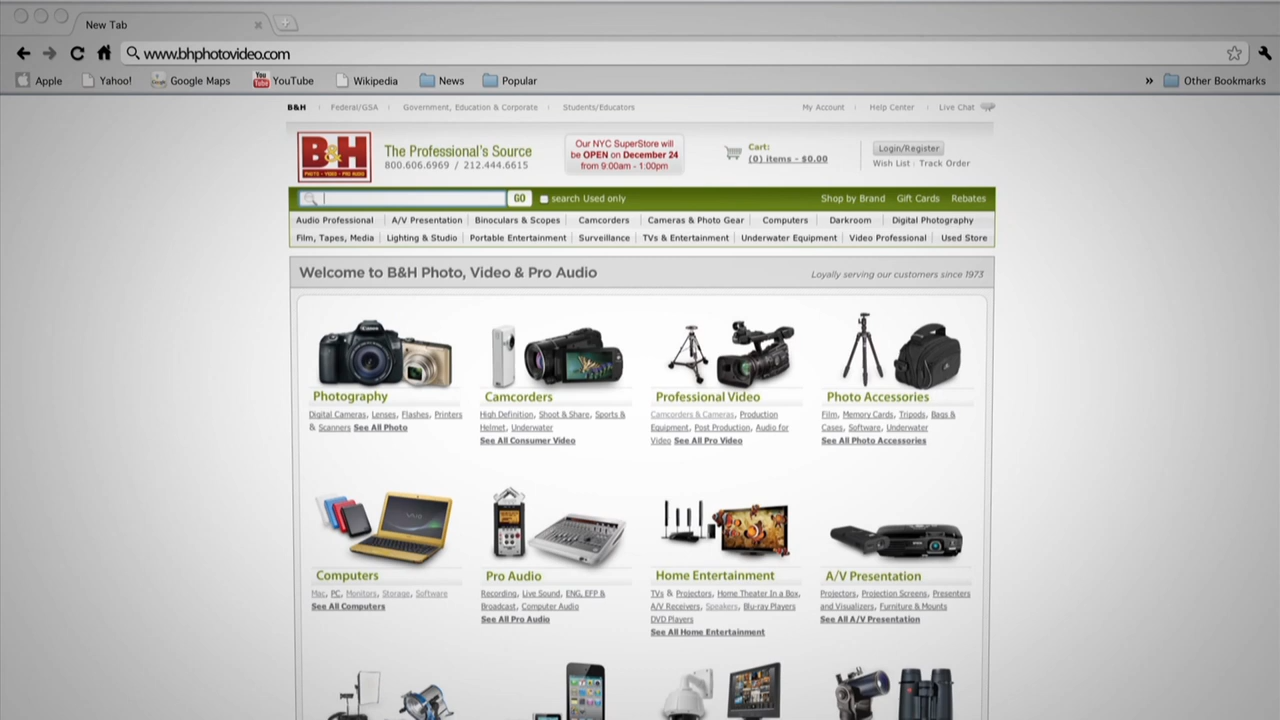 New Tab
www.bhphotovideo.com
Apple Yahoo! Google Maps YouTube Wikipedia News Popular » Other Bookmarks
B&H Federal/GSA Government, Education & Corporate Students/Educators My Account Help Center Live Chat
B&H
PHOTO • VIDEO • PRO AUDIO
The Professional's Source
800.606.6969 / 212.444.6615
Our NYC SuperStore will
be OPEN on December 24
from 9:00am - 1:00pm
Cart:
(0) items - $0.00
Login/Register
Wish List Track Order
GO search Used only Shop by Brand Gift Cards Rebates
Audio Professional A/V Presentation Binoculars & Scopes Camcorders Cameras & Photo Gear Computers Darkroom Digital Photography
Film, Tapes, Media Lighting & Studio Portable Entertainment Surveillance TVs & Entertainment Underwater Equipment Video Professional Used Store
Welcome to B&H Photo, Video & Pro Audio Loyally serving our customers since 1973
Photography
Digital Cameras, Lenses, Flashes, Printers
& Scanners See All Photo
Camcorders
High Definition, Shoot & Share, Sports &
Helmet, Underwater
See All Consumer Video
Professional Video
Camcorders & Cameras, Production
Equipment, Post Production, Audio for
Video See All Pro Video
Photo Accessories
Film, Memory Cards, Tripods, Bags &
Cases, Software, Underwater
See All Photo Accessories
Computers
Mac, PC, Monitors, Storage, Software
See All Computers
Pro Audio
Recording, Live Sound, ENG, EFP &
Broadcast, Computer Audio
See All Pro Audio
Home Entertainment
TVs & Projectors, Home Theater In a Box,
A/V Receivers, Speakers, Blu-ray Players
DVD Players
See All Home Entertainment
A/V Presentation
Projectors, Projection Screens, Presenters
and Visualizers, Furniture & Mounts
See All A/V Presentation